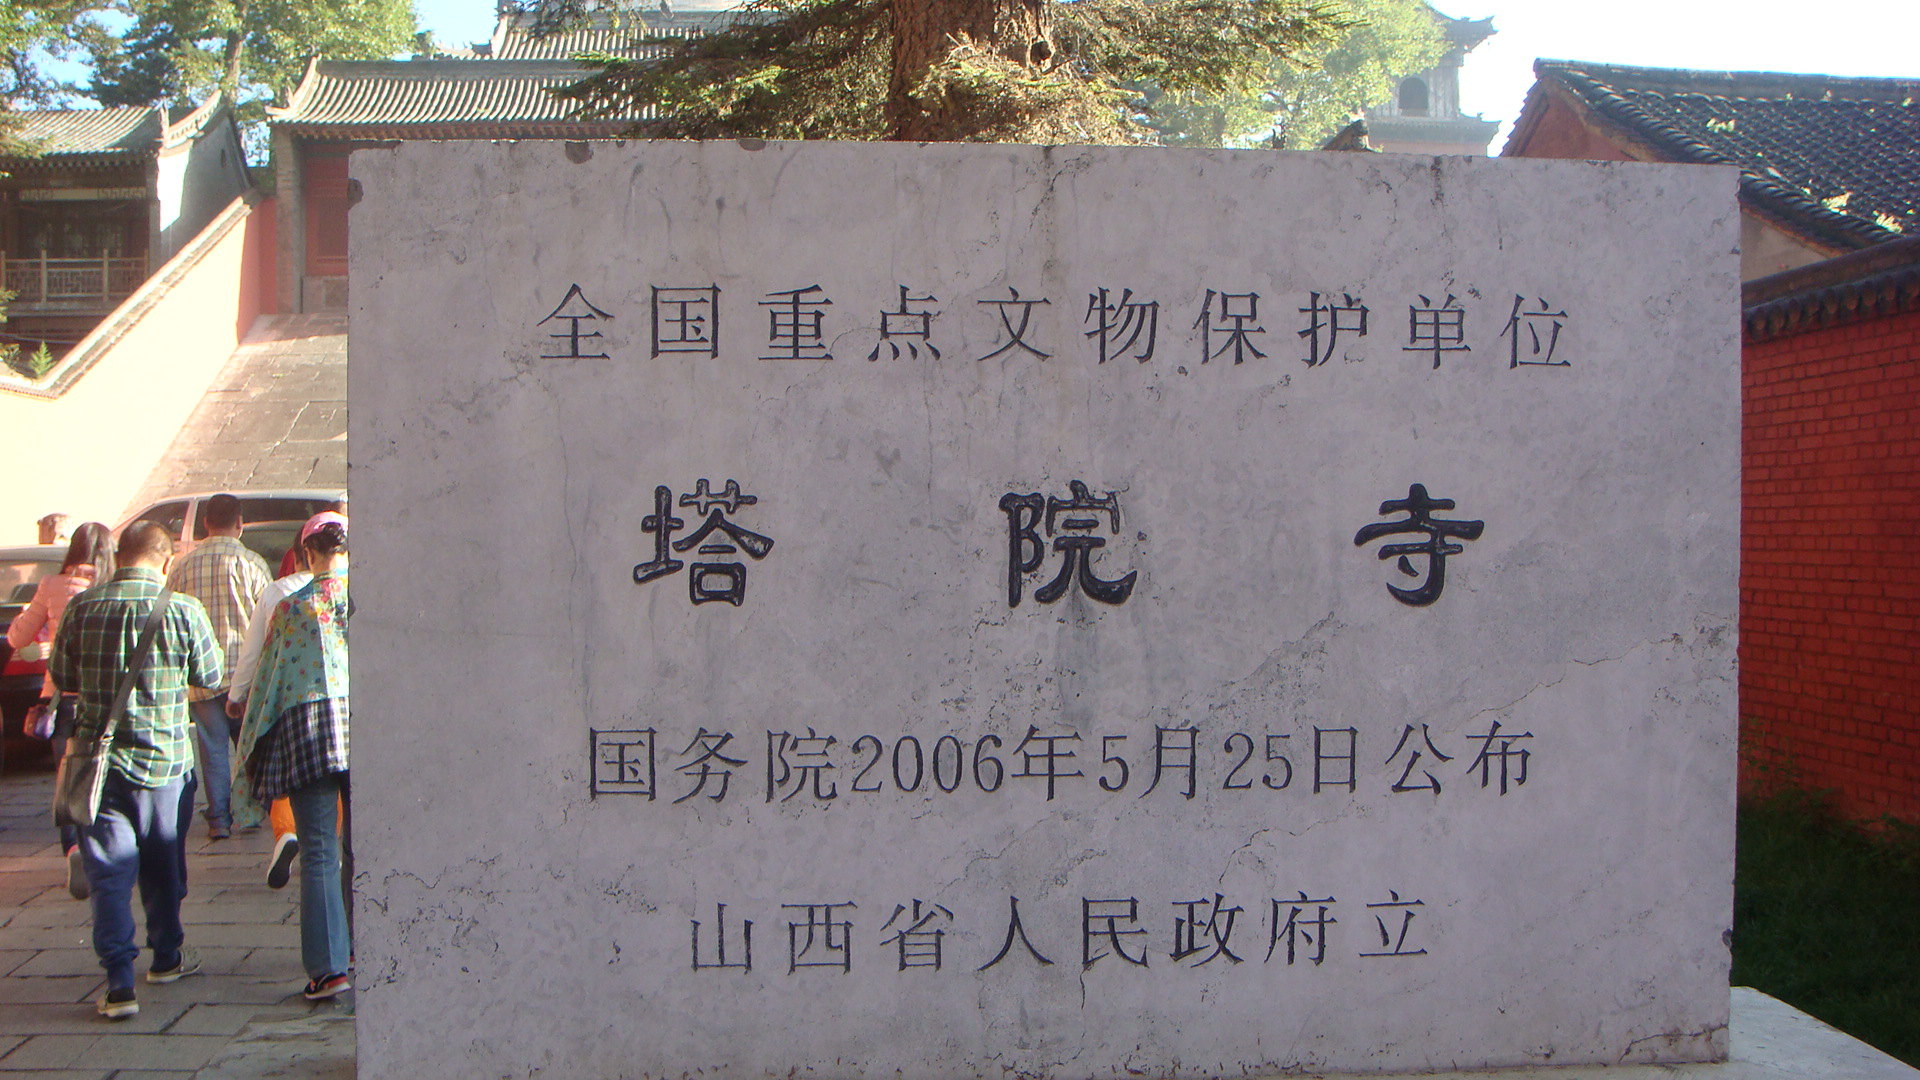 全国重点文物保护单位
塔院寺
国务院2006年5月25日公布
山西省人民政府立